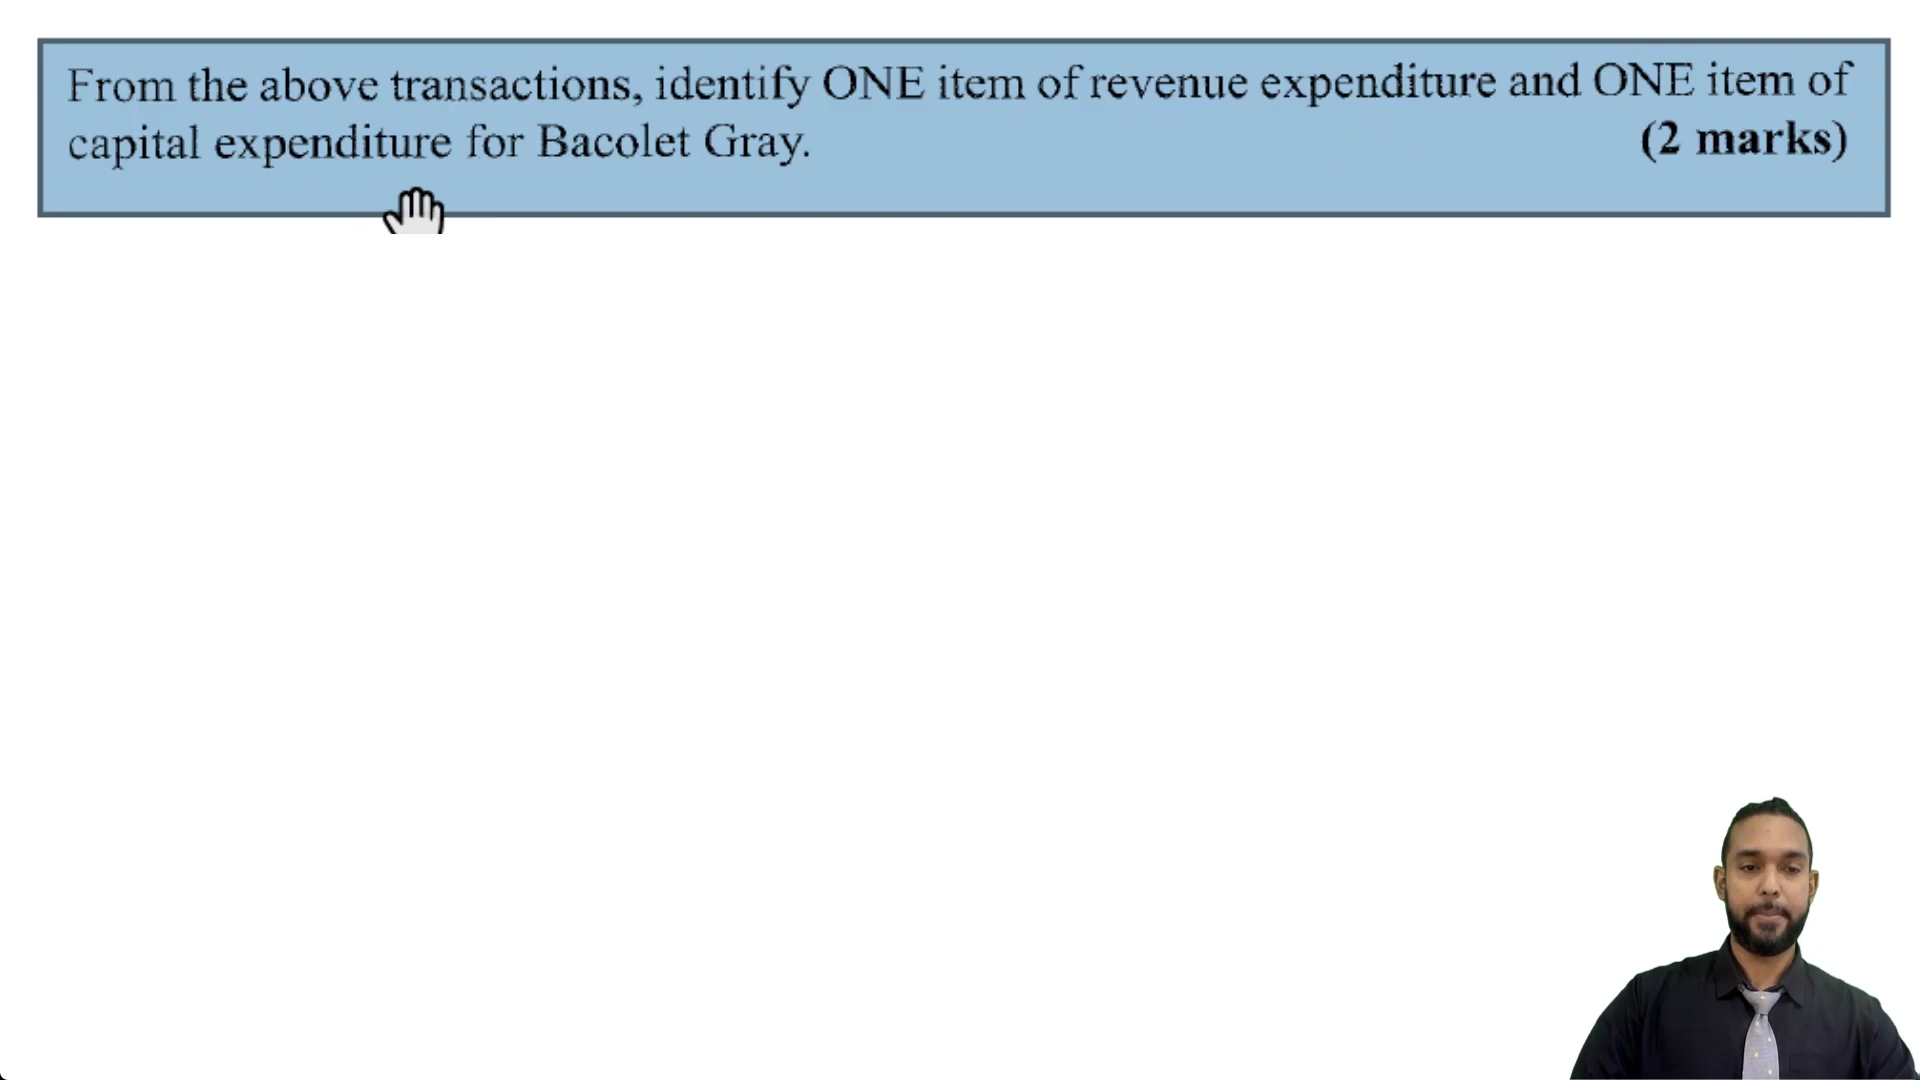 From the above transactions, identify ONE item of revenue expenditure and ONE item of
capital expenditure for Bacolet Gray. (2 marks)